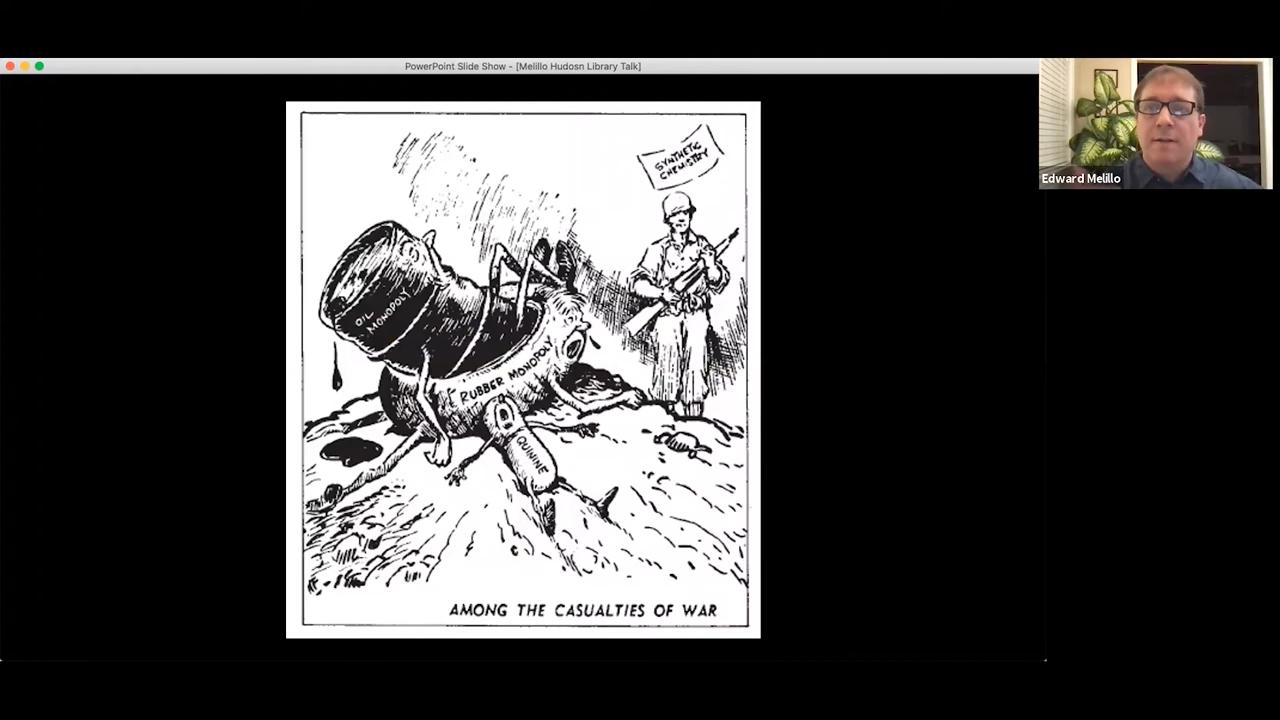 PowerPoint Slide Show - [Melillo Hudosn Library Talk]
Edward Melillo
SYNTHETIC
CHEMISTRY
OIL
MONOPOLY
RUBBER MONOPOLY
QUININE
AMONG THE CASUALTIES OF WAR